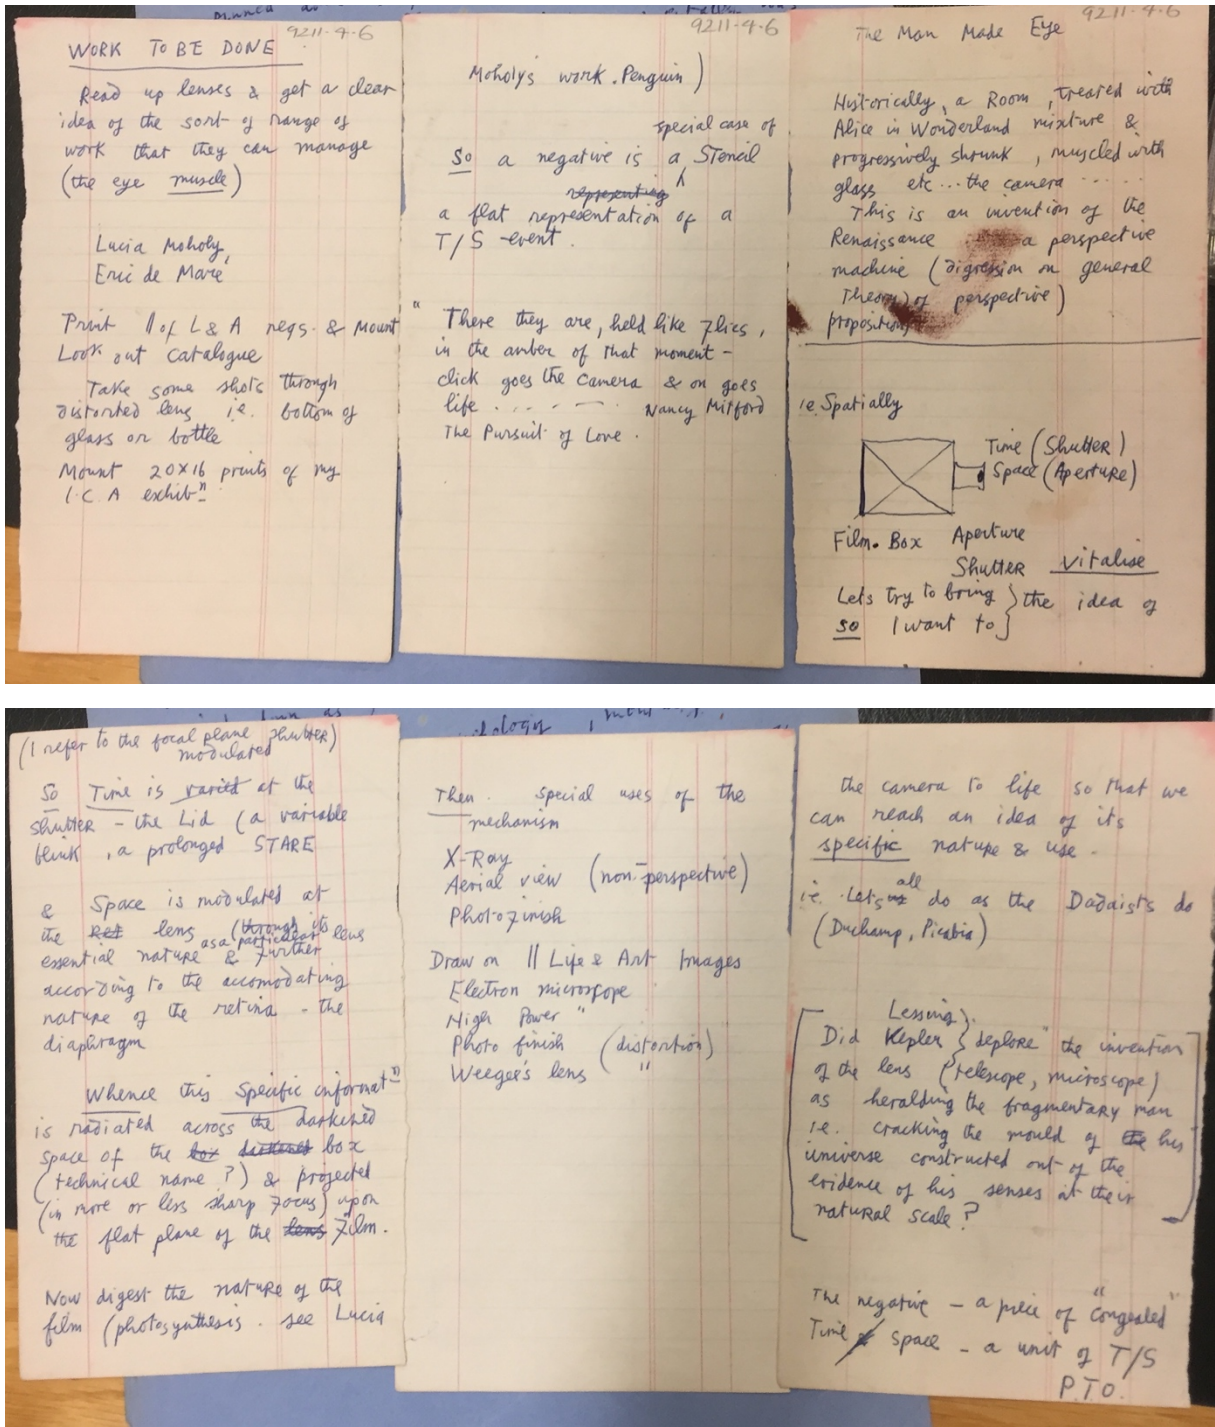 9211-4-6
WORK TO BE DONE
Read up lenses & get a clear
idea of the sort of range of
work that they can manage
(the eye muscle)
Lucia Moholy,
Eric de Maré
Print || of L & A negs. & Mount
Look out catalogue
Take some shots through
distorted lens i.e. bottom of
glass or bottle
Mount 20x16 prints of my
I.C.A exhibn
9211-4-6
Moholy's work. Penguin)
special case of
So a negative is a Stencil
representing
a flat representation of a
T/S event.
"There they are, held like flies,
in the amber of that moment -
click goes the camera & on goes
life . . . . - Nancy Mitford
The Pursuit of Love.
9211-4-6
The Man Made Eye
Historically, a Room, treated with
Alice in Wonderland mixture &
progressively shrunk, muscled with
glass etc... the camera .....
This is an invention of the
Renaissance a perspective
machine (digression on general
Theory) of perspective)
proposition
i.e. Spatially
Time (Shutter)
Space (Aperture)
Film. Box Aperture
Shutter vitalise
Lets try to bring } the idea of
so I want to
(I refer to the focal plane shutter)
modulated
So Time is varied at the
shutter - the Lid (a variable
blink, a prolonged STARE
& Space is modulated at
the Ret lens (through its
as a particular lens
essential nature & further
according to the accomodating
nature of the retina - the
diaphragm
Whence this Specific informatn
is radiated across the darkened
space of the box darkened box
(technical name?) & projected
(in more or less sharp focus) upon
the flat plane of the lens film.
Now digest the nature of the
film (photosynthesis. see Lucia
Then. special uses of the
mechanism
X-Ray
Aerial view (non-perspective)
Photofinish
Draw on || Life & Art Images
Electron microscope
High Power "
Photo finish (distortion)
Weegee's lens "
the camera to life so that we
can reach an idea of its
specific nature & use.
all
i.e. Lets us do as the Dadaists do
(Duchamp, Picabia)
Lessing}
Did Kepler } deplore the invention
of the lens (telescope, microscope)
as heralding the fragmentary man
i.e. cracking the mould of the his
universe constructed out of the
evidence of his senses at their
natural scale?
The negative - a piece of "congealed"
Time / Space - a unit of T/S
P.T.O.